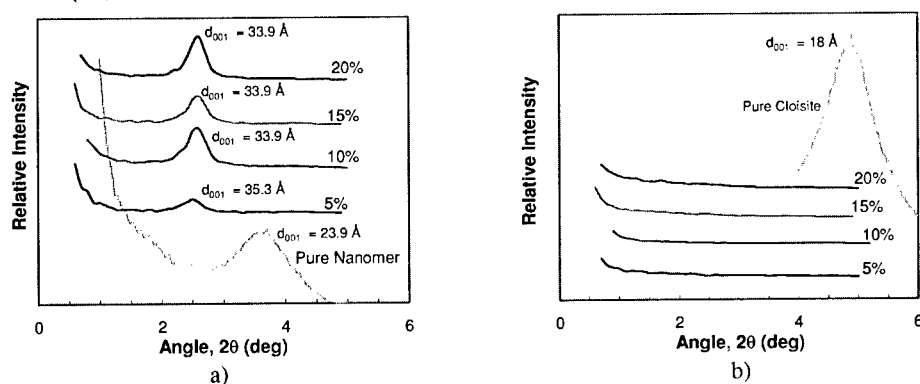 d001 = 33.9 Å
20%
d001 = 33.9 Å
15%
d001 = 33.9 Å
10%
d001 = 35.3 Å
5%
d001 = 23.9 Å
Pure Nanomer
Relative Intensity
0 2 4 6
Angle, 2θ (deg)
a)
d001 = 18 Å
Pure Cloisite
20%
15%
10%
5%
Relative Intensity
0 2 4 6
Angle, 2θ (deg)
b)